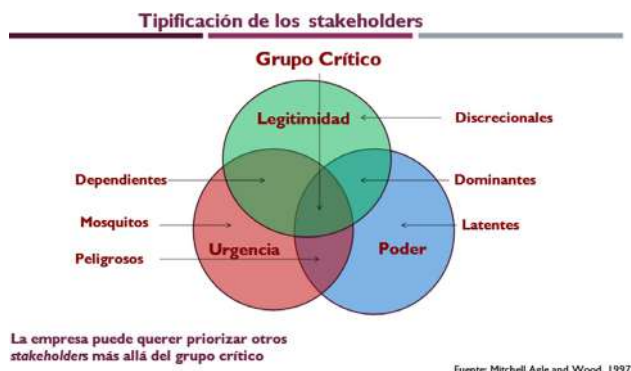 Tipificación de los stakeholders
Grupo Crítico
Legitimidad
Discrecionales
Dependientes
Dominantes
Mosquitos
Latentes
Urgencia
Poder
Peligrosos
La empresa puede querer priorizar otros
stakeholders más allá del grupo crítico
Fuente: Mitchell Agle and Wood, 1997